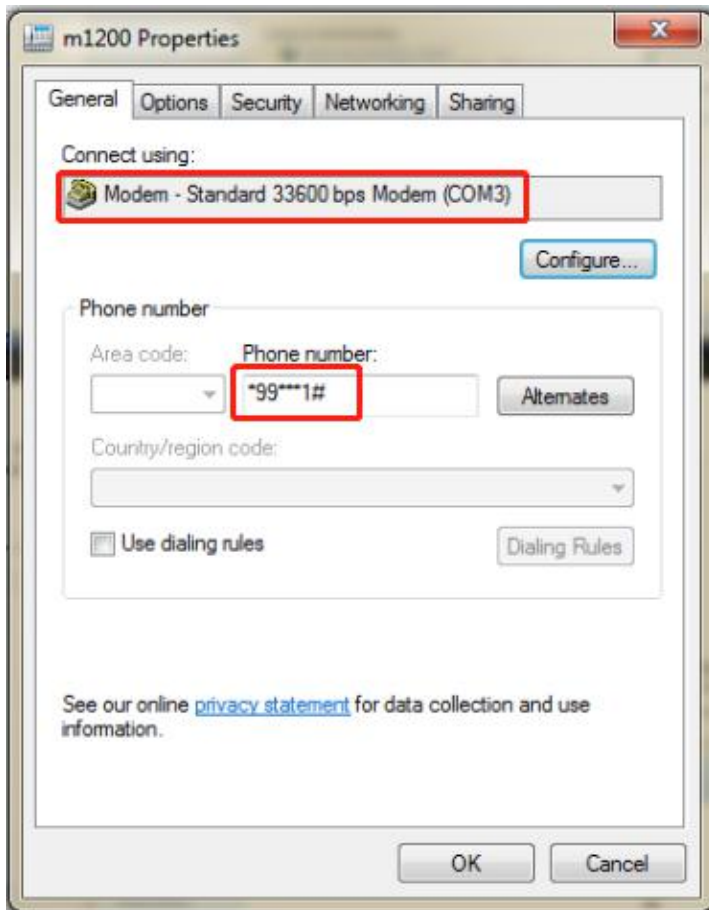 m1200 Properties
General Options Security Networking Sharing
Connect using:
Modem - Standard 33600 bps Modem (COM3)
Configure...
Phone number
Area code: Phone number:
*99***1# Alternates
Country/region code:
Use dialing rules Dialing Rules
See our online privacy statement for data collection and use
information.
OK Cancel